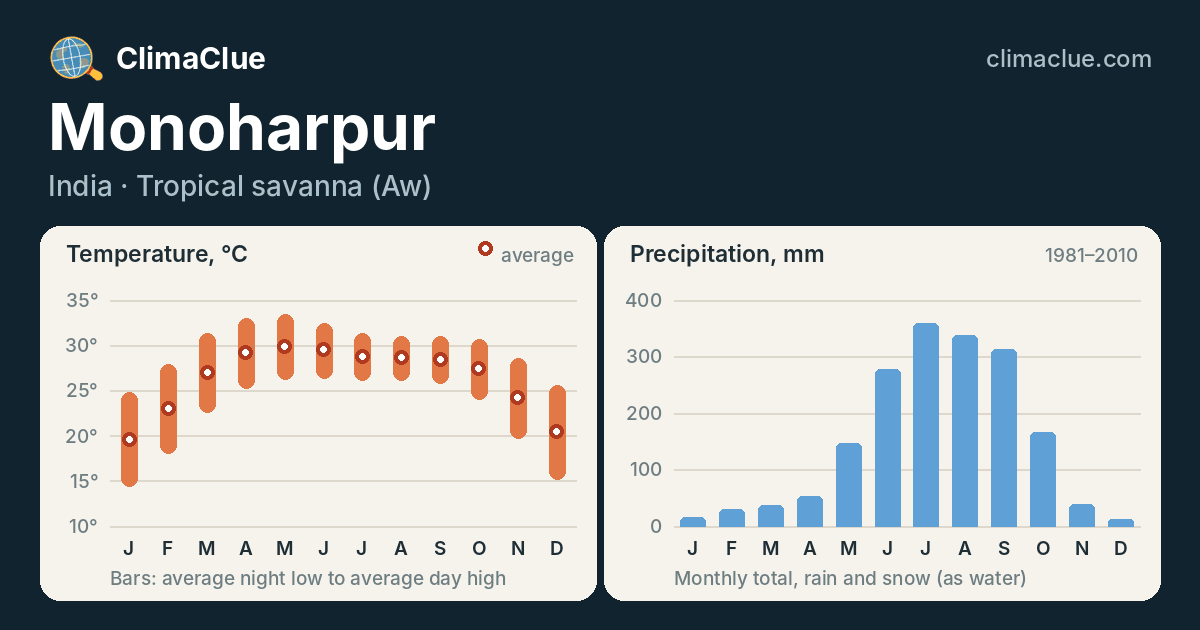 ClimaClue
climaclue.com
Monoharpur
India · Tropical savanna (Aw)
Temperature, °C
average
35°
30°
25°
20°
15°
10°
J F M A M J J A S O N D
Bars: average night low to average day high
Precipitation, mm
1981–2010
400
300
200
100
0
J F M A M J J A S O N D
Monthly total, rain and snow (as water)